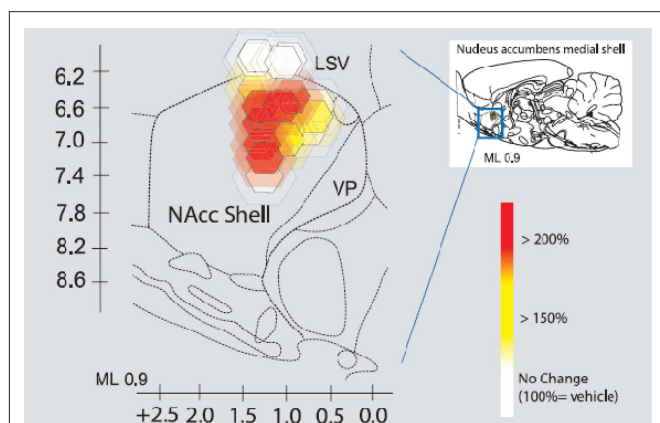 Nucleus accumbens medial shell
ML 0.9
LSV
6.2
6.6
7.0
7.4
7.8
8.2
8.6
NAcc Shell
VP
> 200%
> 150%
No Change
(100%= vehicle)
ML 0.9
+2.5 2.0 1.5 1.0 0.5 0.0